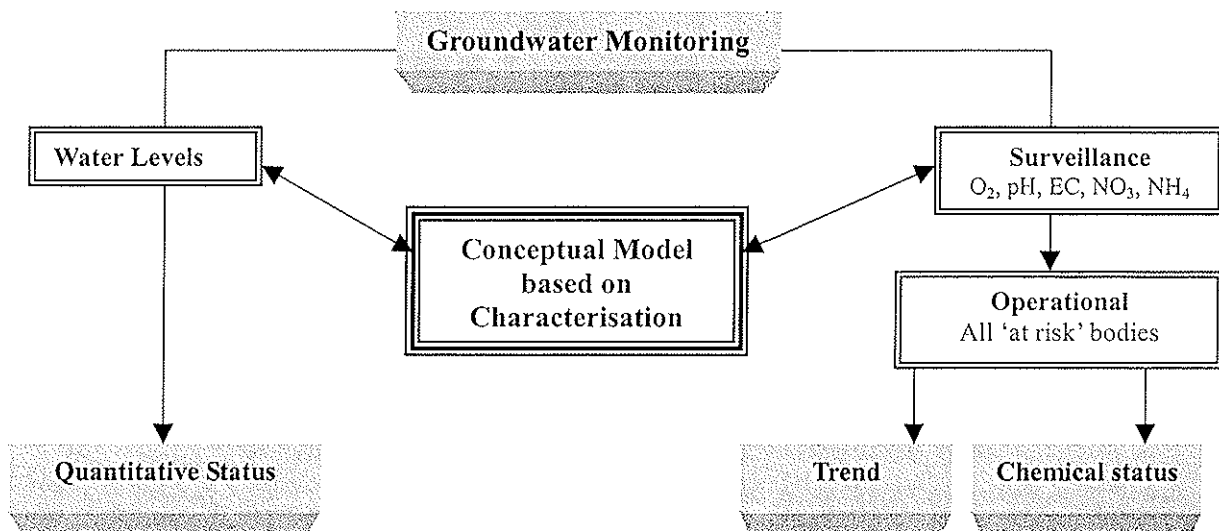 Groundwater Monitoring
Water Levels
Surveillance
O₂, pH, EC, NO₃, NH₄
Conceptual Model
based on
Characterisation
Operational
All ‘at risk’ bodies
Quantitative Status
Trend
Chemical status